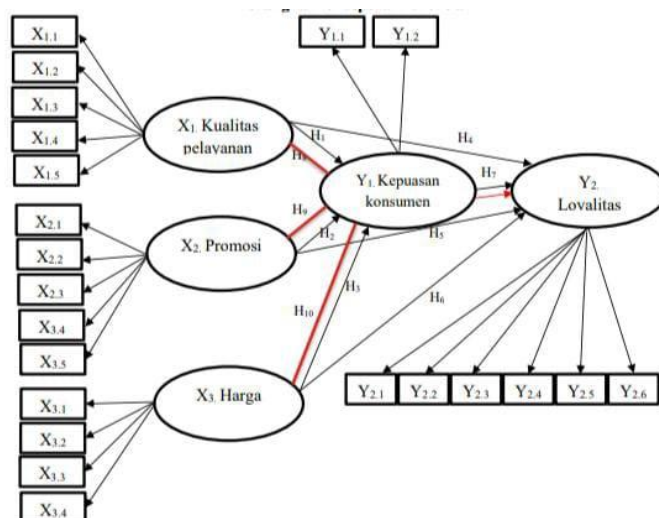 X1.1
X1.2
X1.3
X1.4
X1.5
Y1.1
Y1.2
X1. Kualitas
pelayanan
H1
H8
H4
Y1. Kepuasan
konsumen
H7
Y2.
Lovalitas
X2.1
X2.2
X2.3
X3.4
X3.5
X2. Promosi
H9
H2
H5
H10
H3
H6
X3. Harga
X3.1
X3.2
X3.3
X3.4
Y2.1
Y2.2
Y2.3
Y2.4
Y2.5
Y2.6